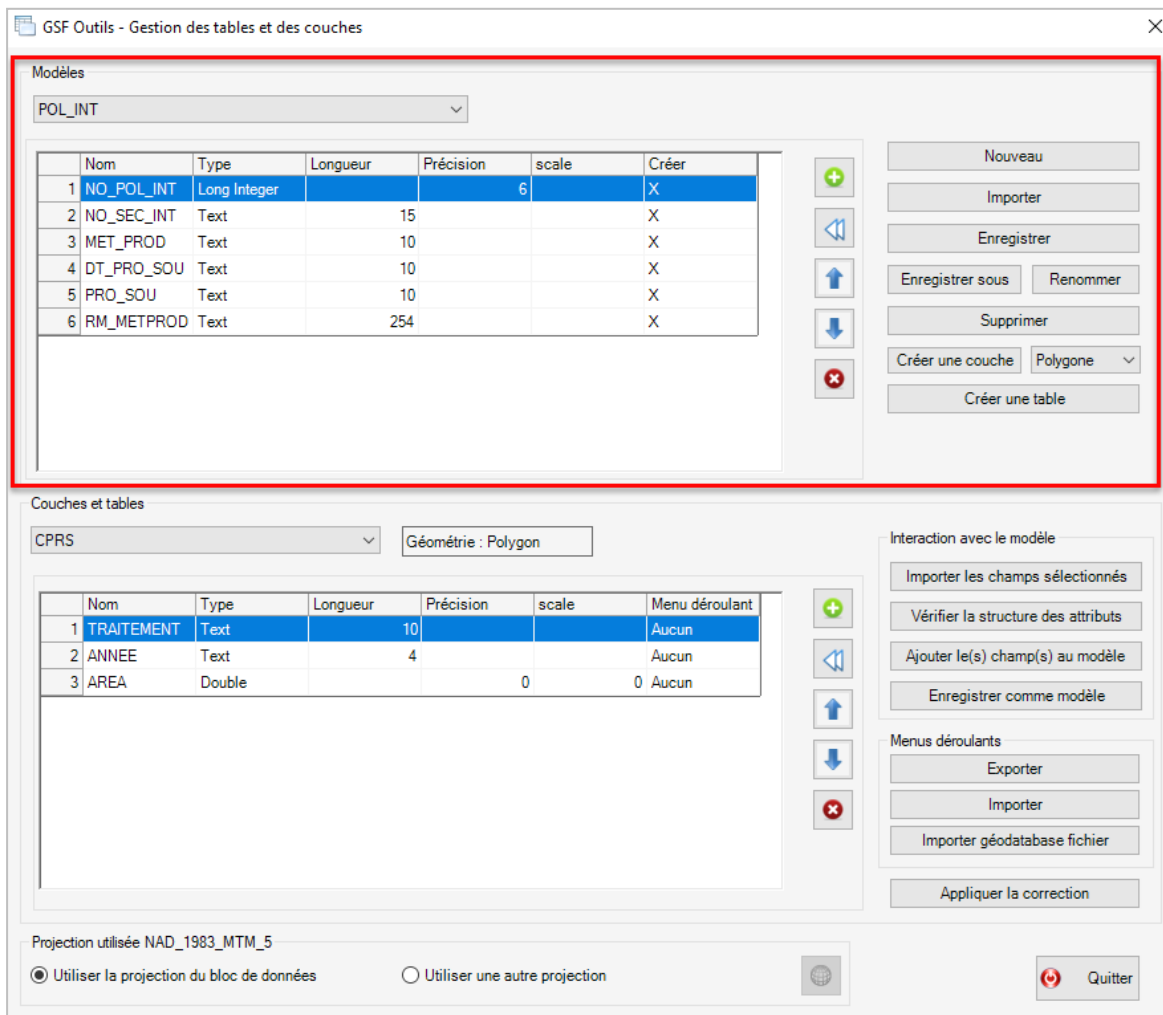 GSF Outils - Gestion des tables et des couches
Modèles
POL_INT
Nom Type Longueur Précision scale Créer
1 NO_POL_INT Long Integer 6 X
2 NO_SEC_INT Text 15 X
3 MET_PROD Text 10 X
4 DT_PRO_SOU Text 10 X
5 PRO_SOU Text 10 X
6 RM_METPROD Text 254 X
Nouveau
Importer
Enregistrer
Enregistrer sous Renommer
Supprimer
Créer une couche Polygone
Créer une table
Couches et tables
CPRS Géométrie : Polygon
Nom Type Longueur Précision scale Menu déroulant
1 TRAITEMENT Text 10 Aucun
2 ANNEE Text 4 Aucun
3 AREA Double 0 0 Aucun
Interaction avec le modèle
Importer les champs sélectionnés
Vérifier la structure des attributs
Ajouter le(s) champ(s) au modèle
Enregistrer comme modèle
Menus déroulants
Exporter
Importer
Importer géodatabase fichier
Appliquer la correction
Projection utilisée NAD_1983_MTM_5
Utiliser la projection du bloc de données Utiliser une autre projection
Quitter